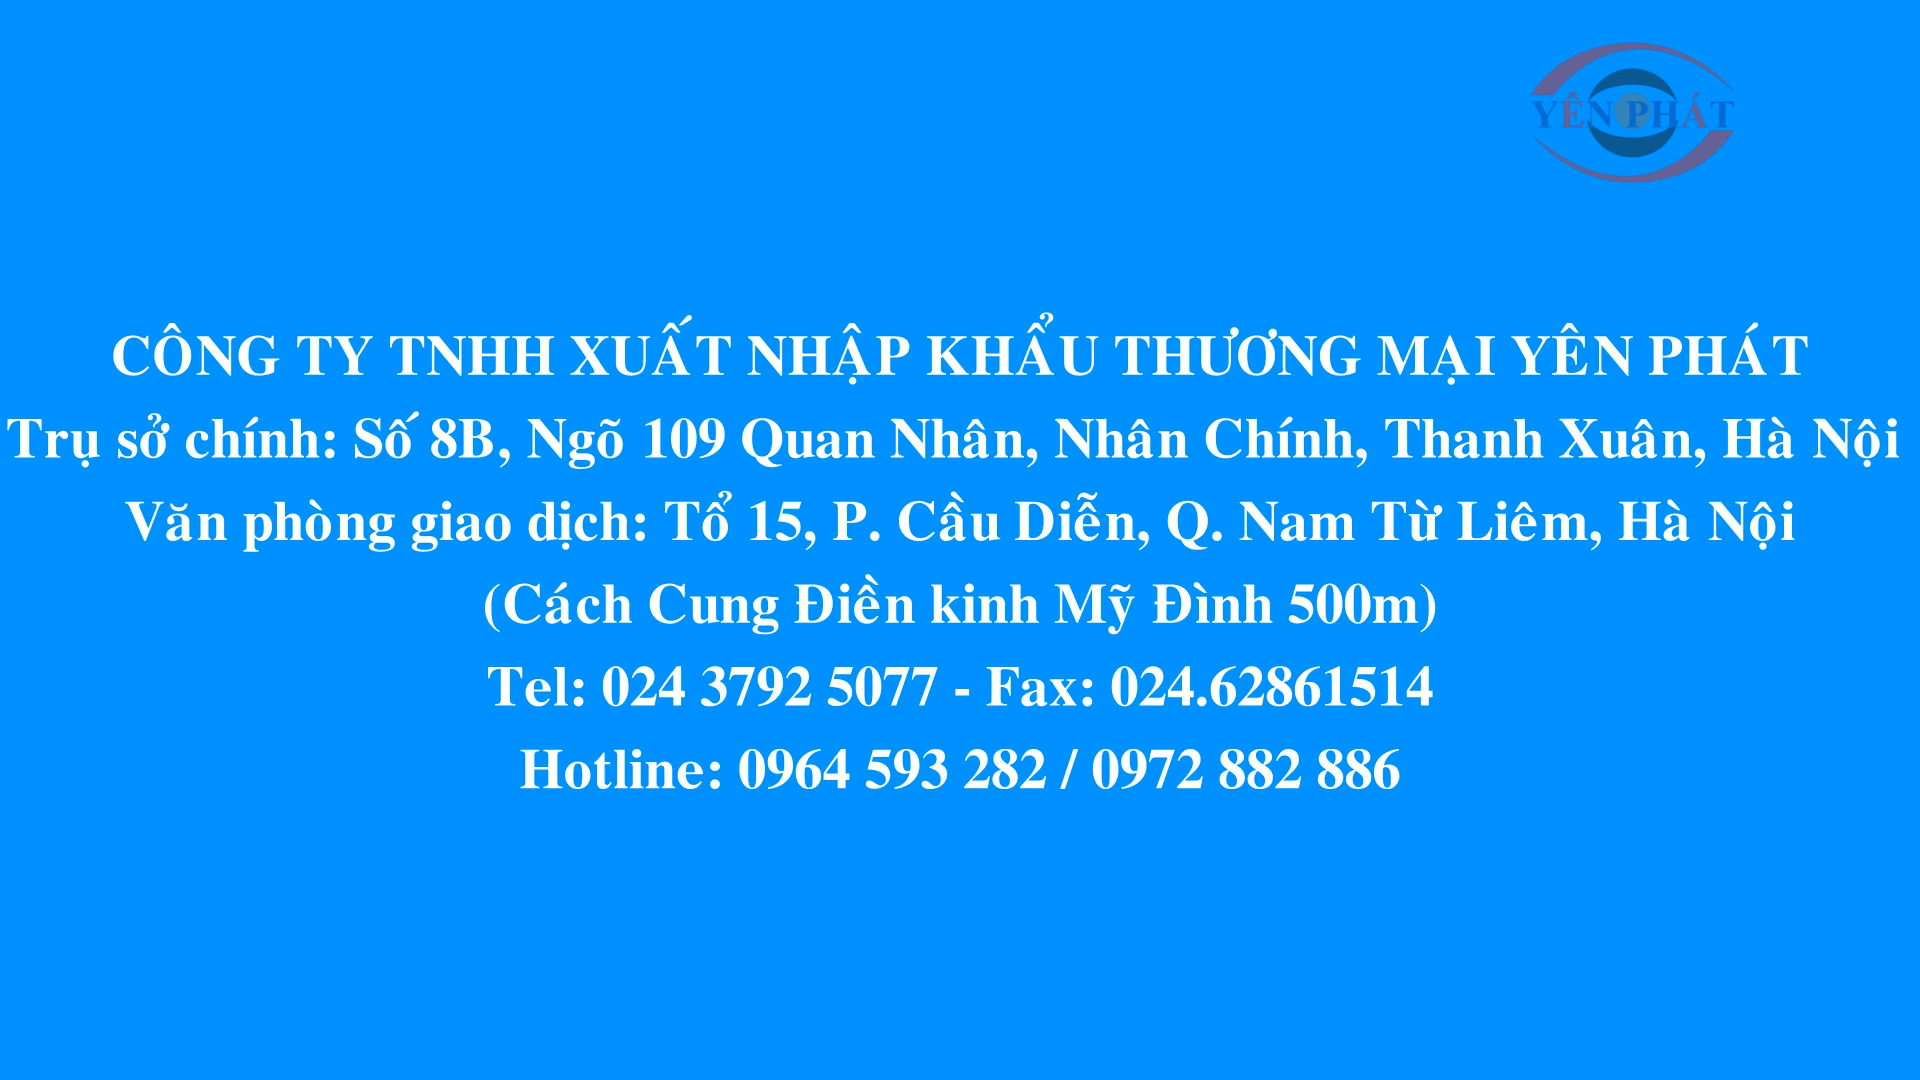 YÊN PHÁT
CÔNG TY TNHH XUẤT NHẬP KHẨU THƯƠNG MẠI YÊN PHÁT
Trụ sở chính: Số 8B, Ngõ 109 Quan Nhân, Nhân Chính, Thanh Xuân, Hà Nội
Văn phòng giao dịch: Tổ 15, P. Cầu Diễn, Q. Nam Từ Liêm, Hà Nội
(Cách Cung Điền kinh Mỹ Đình 500m)
Tel: 024 3792 5077 - Fax: 024.62861514
Hotline: 0964 593 282 / 0972 882 886